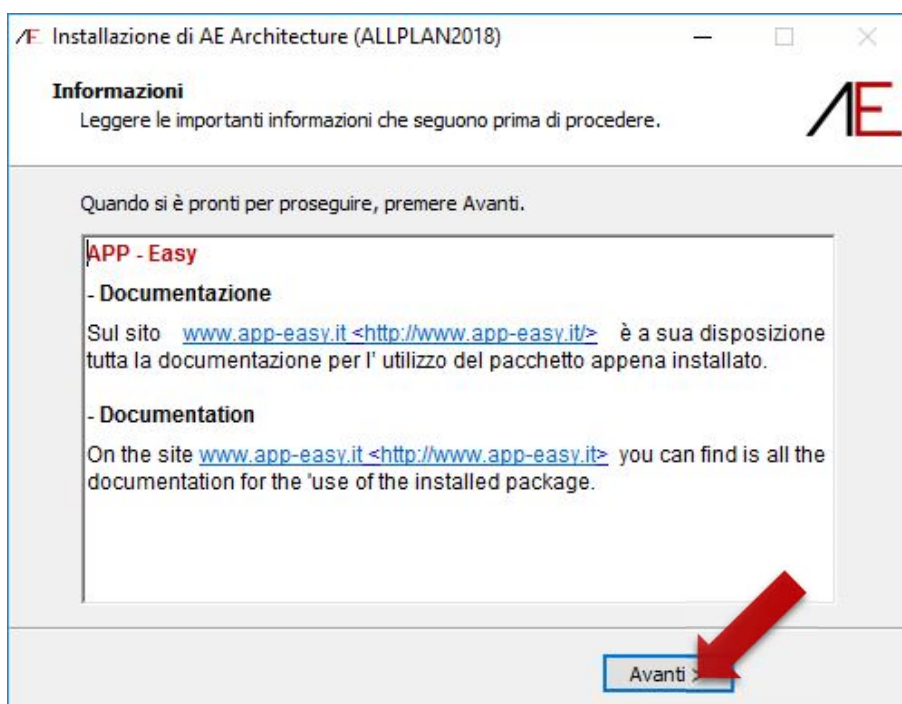 AE Installazione di AE Architecture (ALLPLAN2018)
Informazioni
Leggere le importanti informazioni che seguono prima di procedere.
AE
Quando si è pronti per proseguire, premere Avanti.
APP - Easy
- Documentazione
Sul sito www.app-easy.it <http://www.app-easy.it/> è a sua disposizione
tutta la documentazione per l' utilizzo del pacchetto appena installato.
- Documentation
On the site www.app-easy.it <http://www.app-easy.it> you can find is all the
documentation for the 'use of the installed package.
Avanti >